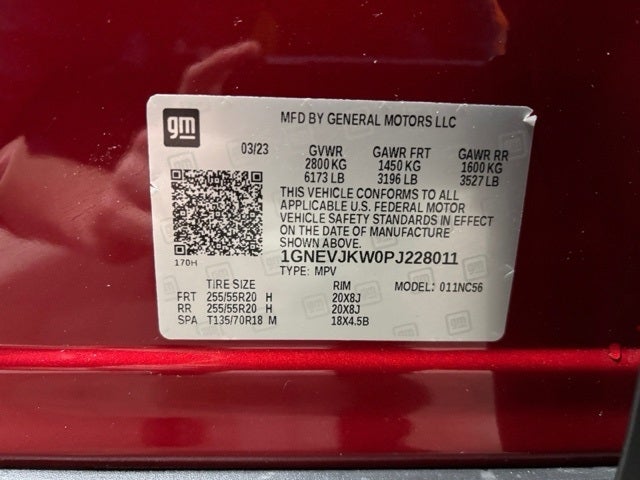 gm
MFD BY GENERAL MOTORS LLC
03/23 GVWR GAWR FRT GAWR RR
2800 KG 1450 KG 1600 KG
6173 LB 3196 LB 3527 LB
THIS VEHICLE CONFORMS TO ALL
APPLICABLE U.S. FEDERAL MOTOR
VEHICLE SAFETY STANDARDS IN EFFECT
ON THE DATE OF MANUFACTURE
SHOWN ABOVE.
170H
1GNEVJKW0PJ228011
TYPE: MPV MODEL: 011NC56
TIRE SIZE RIM
FRT 255/55R20 H 20X8J
RR 255/55R20 H 20X8J
SPA T135/70R18 M 18X4.5B